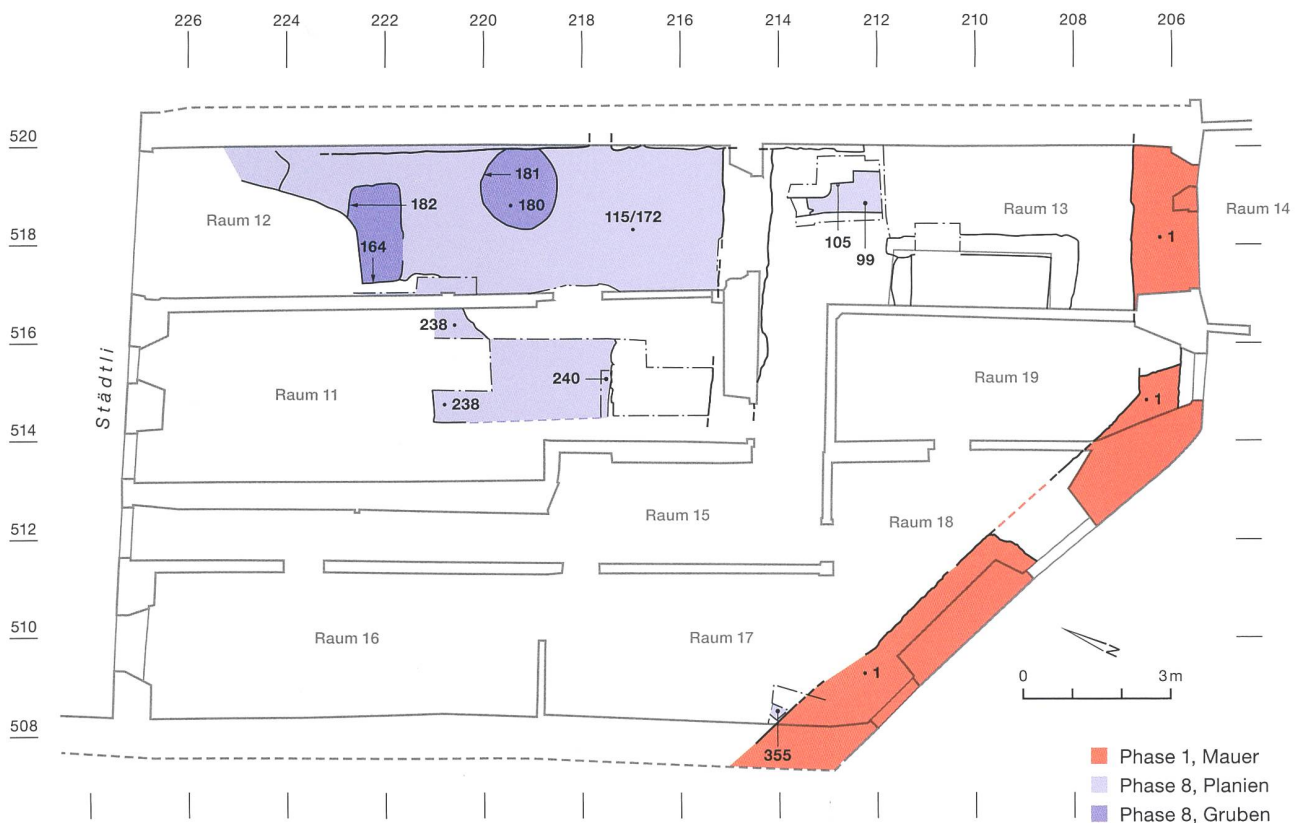 226 224 222 220 218 216 214 212 210 208 206
520
181
182
180
115/172
Raum 12
Raum 13
Raum 14
518
164
105
99
1
516
238
Städtli
Raum 11
240
238
Raum 19
1
514
Raum 15
Raum 18
512
510
Raum 16
Raum 17
N
1
0 3 m
508
355
Phase 1, Mauer
Phase 8, Planien
Phase 8, Gruben